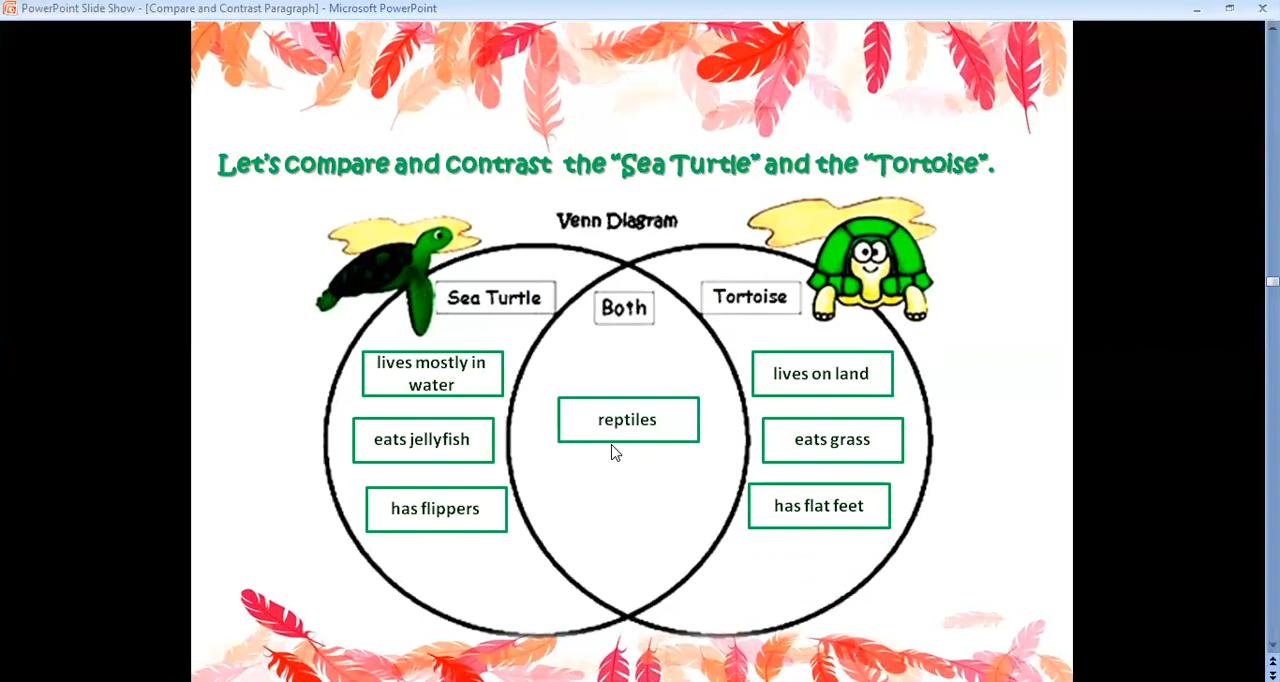 PowerPoint Slide Show - [Compare and Contrast Paragraph] - Microsoft PowerPoint
Let's compare and contrast the "Sea Turtle" and the "Tortoise".
Venn Diagram
Sea Turtle
Both
Tortoise
lives mostly in
water
eats jellyfish
has flippers
reptiles
lives on land
eats grass
has flat feet